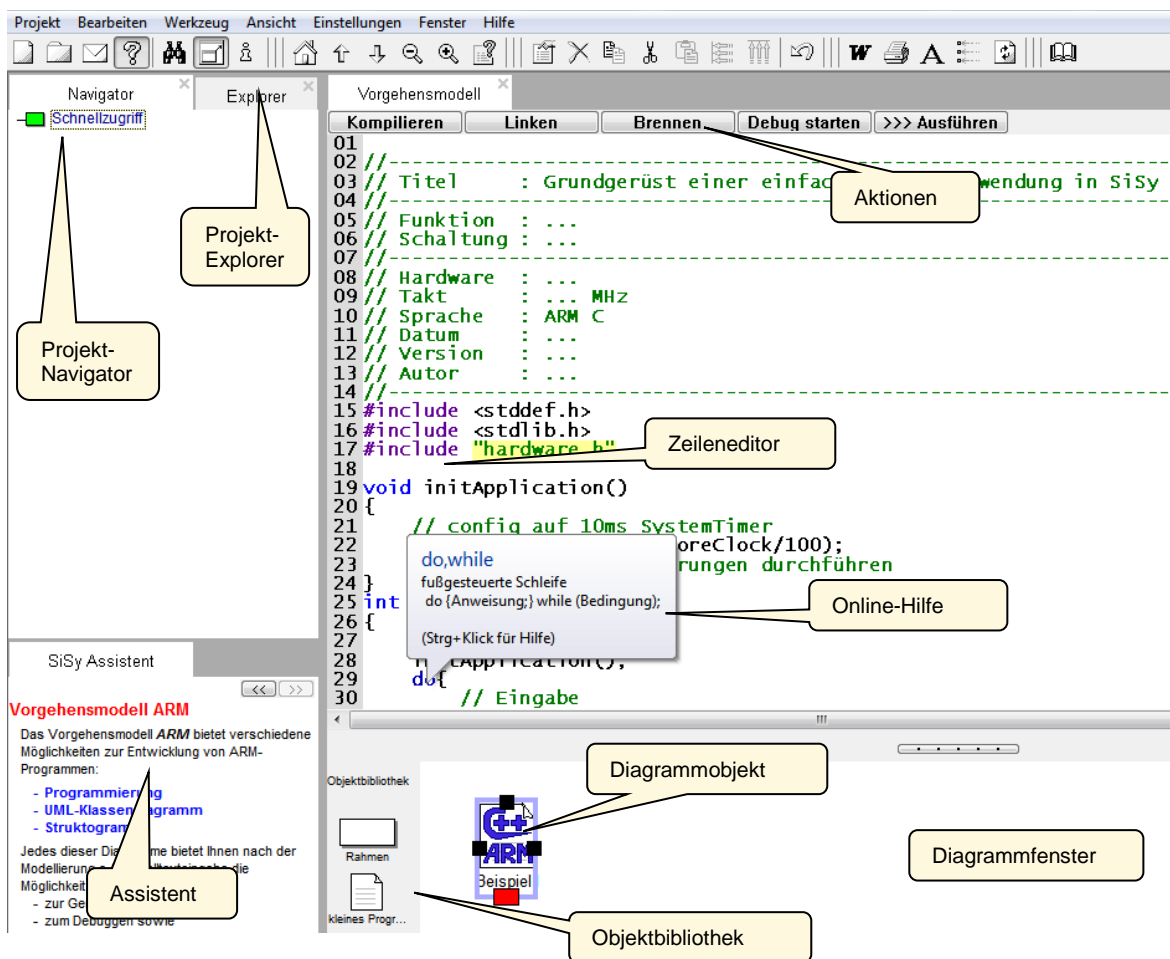 Projekt Bearbeiten Werkzeug Ansicht Einstellungen Fenster Hilfe
Navigator
Explorer
Schnellzugriff
Projekt-
Explorer
Projekt-
Navigator
SiSy Assistent
<< >>
Vorgehensmodell ARM
Das Vorgehensmodell ARM bietet verschiedene
Möglichkeiten zur Entwicklung von ARM-
Programmen:
- Programmierung
- UML-Klassendiagramm
- Struktogram
Jedes dieser Dia me bietet Ihnen nach der
Modellierung die
Möglichkeit
- zur Ge
- zum Debuggen sowie
Assistent
Vorgehensmodell
Kompilieren Linken Brennen Debug starten >>> Ausführen
Aktionen
01
02 //------------------------------------------------------------
03 // Titel : Grundgerüst einer einfac wendung in SiSy
04 //------------------------------------------------------------
05 // Funktion : ...
06 // Schaltung : ...
07 //------------------------------------------------------------
08 // Hardware : ...
09 // Takt : ... MHz
10 // Sprache : ARM C
11 // Datum : ...
12 // Version : ...
13 // Autor : ...
14 //------------------------------------------------------------
15 #include <stddef.h>
16 #include <stdlib.h>
17 #include "hardware.h"
Zeileneditor
18
19 void initApplication()
20 {
21 // config auf 10ms SystemTimer
22 oreClock/100);
23 rungen durchführen
24 }
25 int
26 {
27
28 initApplication();
29 do{
30 // Eingabe
do,while
fußgesteuerte Schleife
do {Anweisung;} while (Bedingung);
(Strg+Klick für Hilfe)
Online-Hilfe
Objektbibliothek
Rahmen
kleines Progr...
C++
ARM
Beispiel
Diagrammobjekt
Diagrammfenster
Objektbibliothek